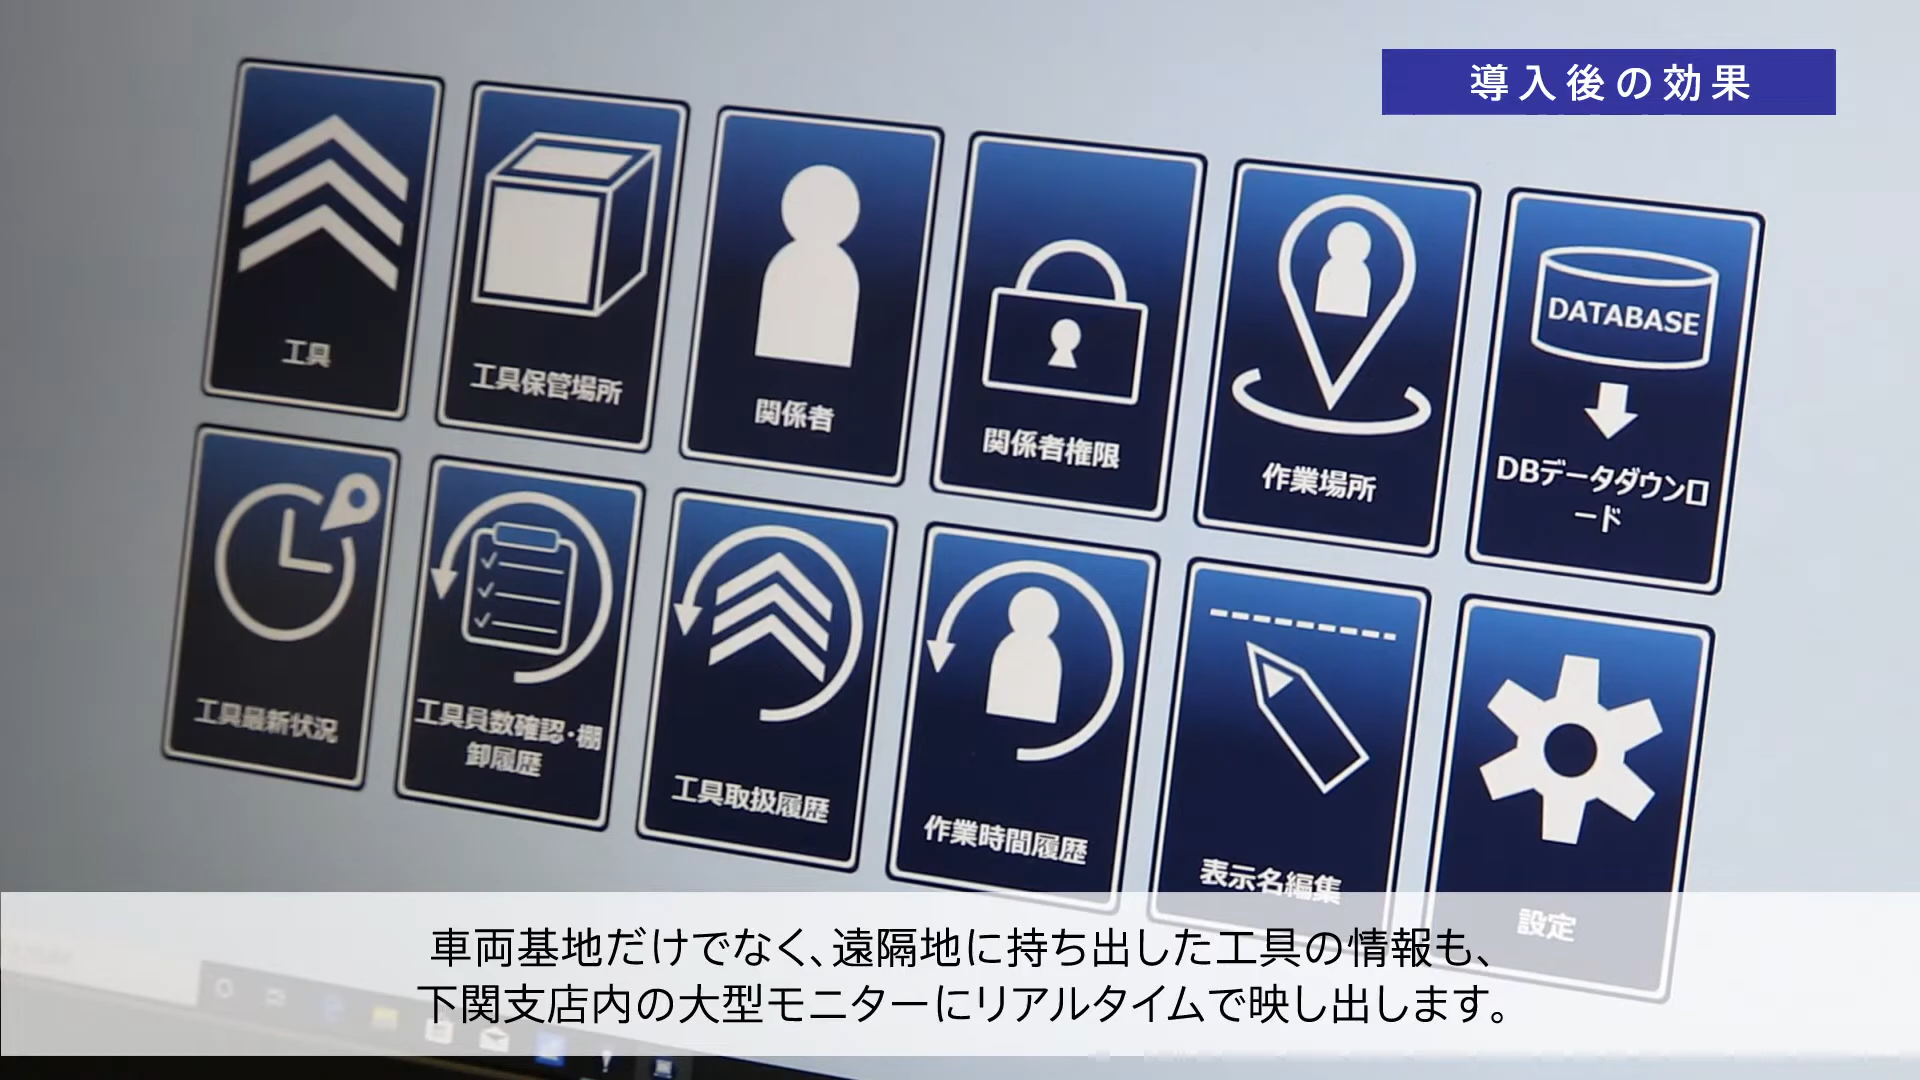 導入後の効果
工具
工具保管場所
関係者
関係者権限
作業場所
DATABASE
DBデータダウンロ
ード
工具最新状況
工具員数確認・棚
卸履歴
工具取扱履歴
作業時間履歴
表示名編集
設定
車両基地だけでなく、遠隔地に持ち出した工具の情報も、
下関支店内の大型モニターにリアルタイムで映し出します。